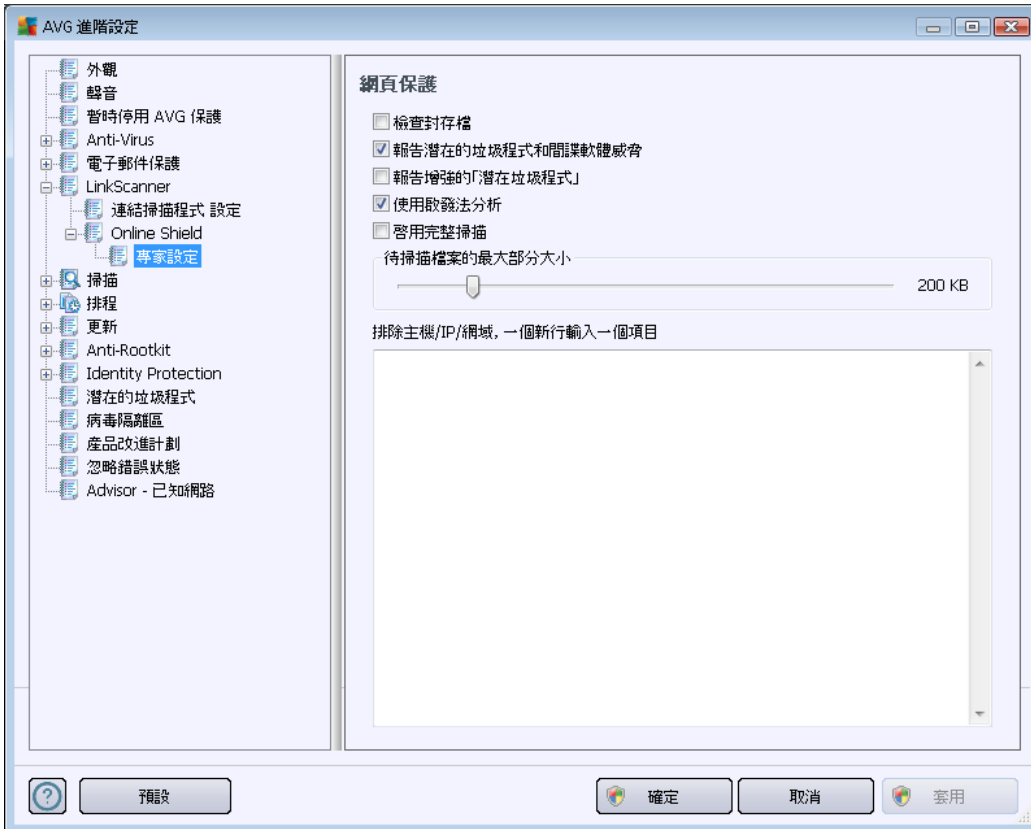 AVG 進階設定
外觀
聲音
暫時停用 AVG 保護
Anti-Virus
電子郵件保護
LinkScanner
連結掃描程式 設定
Online Shield
專家設定
掃描
排程
更新
Anti-Rootkit
Identity Protection
潛在的垃圾程式
病毒隔離區
產品改進計劃
忽略錯誤狀態
Advisor - 已知網路
網頁保護
檢查封存檔
報告潛在的垃圾程式和間諜軟體威脅
報告增強的「潛在垃圾程式」
使用啟發法分析
啓用完整掃描
待掃描檔案的最大部分大小
200 KB
排除主機/IP/網域, 一個新行輸入一個項目
預設
確定
取消
套用